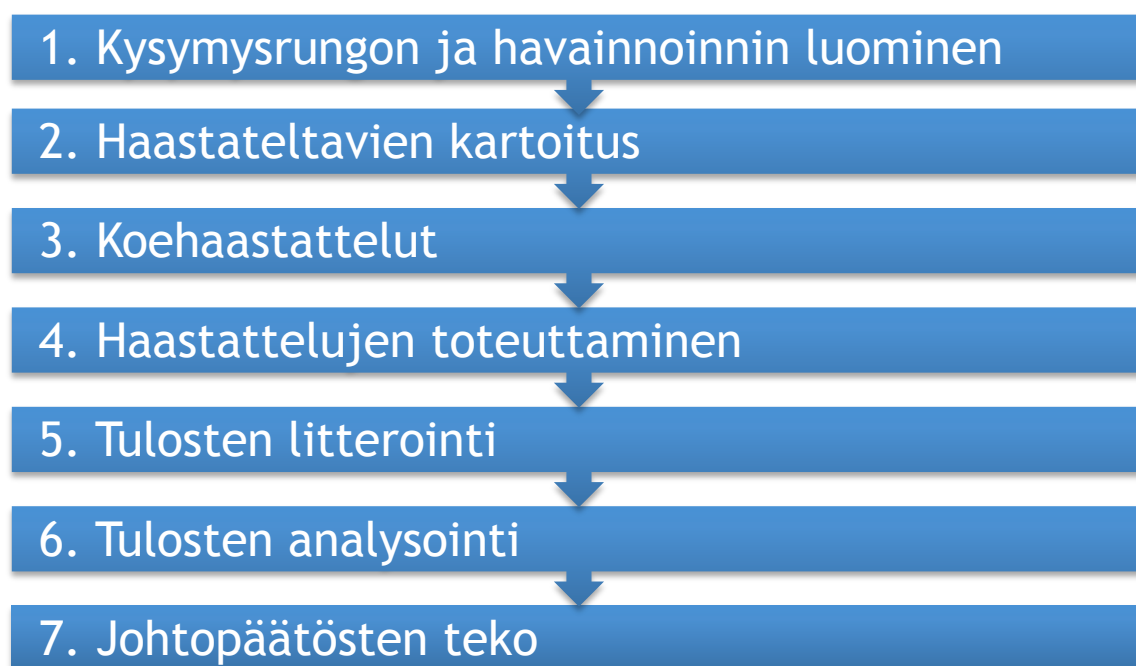 1. Kysymysrungon ja havainnoinnin luominen
2. Haastateltavien kartoitus
3. Koehaastattelut
4. Haastattelujen toteuttaminen
5. Tulosten litterointi
6. Tulosten analysointi
7. Johtopäätösten teko